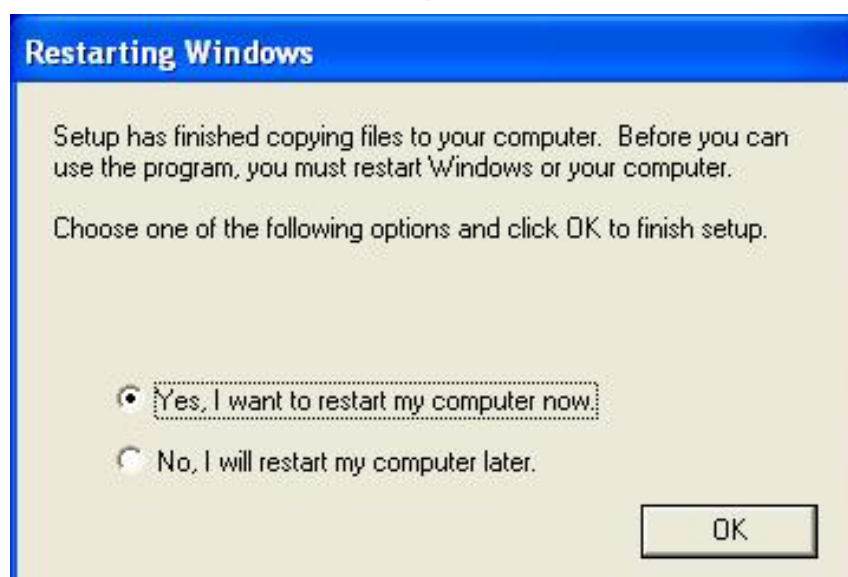 Restarting Windows
Setup has finished copying files to your computer.  Before you can
use the program, you must restart Windows or your computer.
Choose one of the following options and click OK to finish setup.
Yes, I want to restart my computer now.
No, I will restart my computer later.
OK